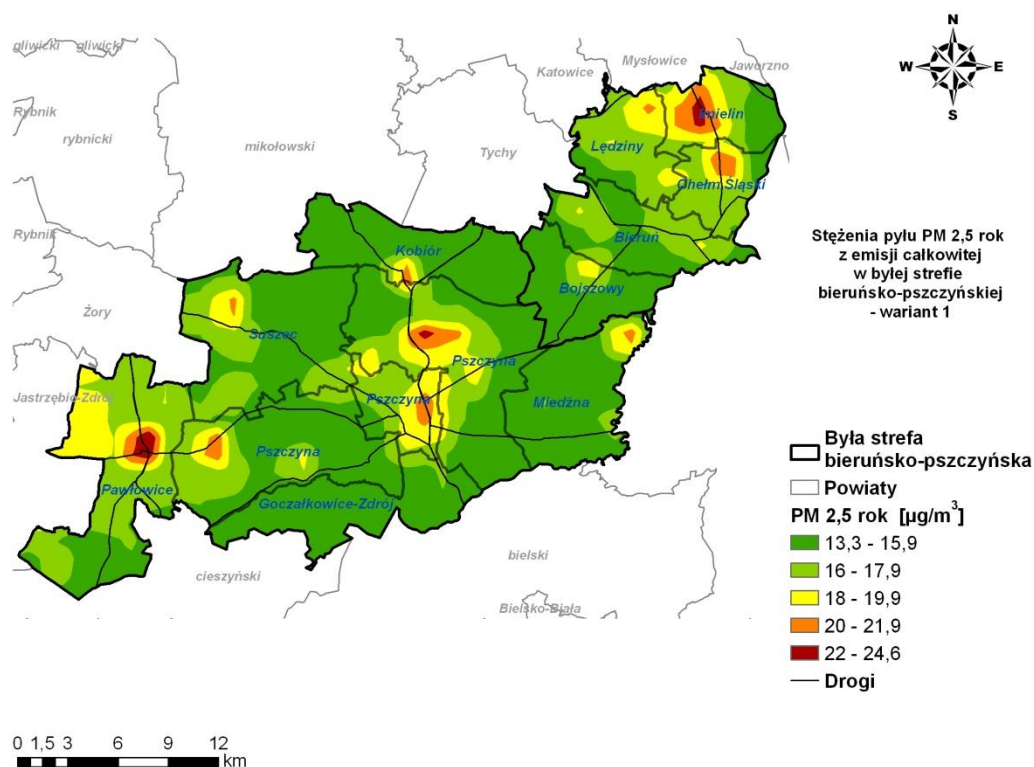 gliwicki gliwicki
Rybnik
rybnicki
mikołowski
Katowice
Mysłowice
Jaworzno
Tychy
Imielin
Lędziny
Chełm Śląski
Rybnik
Kobiór
Bieruń
Bojszowy
Żory
Suszec
Pszczyna
Jastrzębie-Zdrój
Pszczyna
Miedźna
Pszczyna
Pawłowice
Goczałkowice-Zdrój
cieszyński
bielski
Bielsko-Biała
N
W E
S
Stężenia pyłu PM 2,5 rok
z emisji całkowitej
w byłej strefie
bieruńsko-pszczyńskiej
- wariant 1
Była strefa
bieruńsko-pszczyńska
Powiaty
PM 2,5 rok [µg/m³]
13,3 - 15,9
16 - 17,9
18 - 19,9
20 - 21,9
22 - 24,6
Drogi
0 1,5 3 6 9 12
km